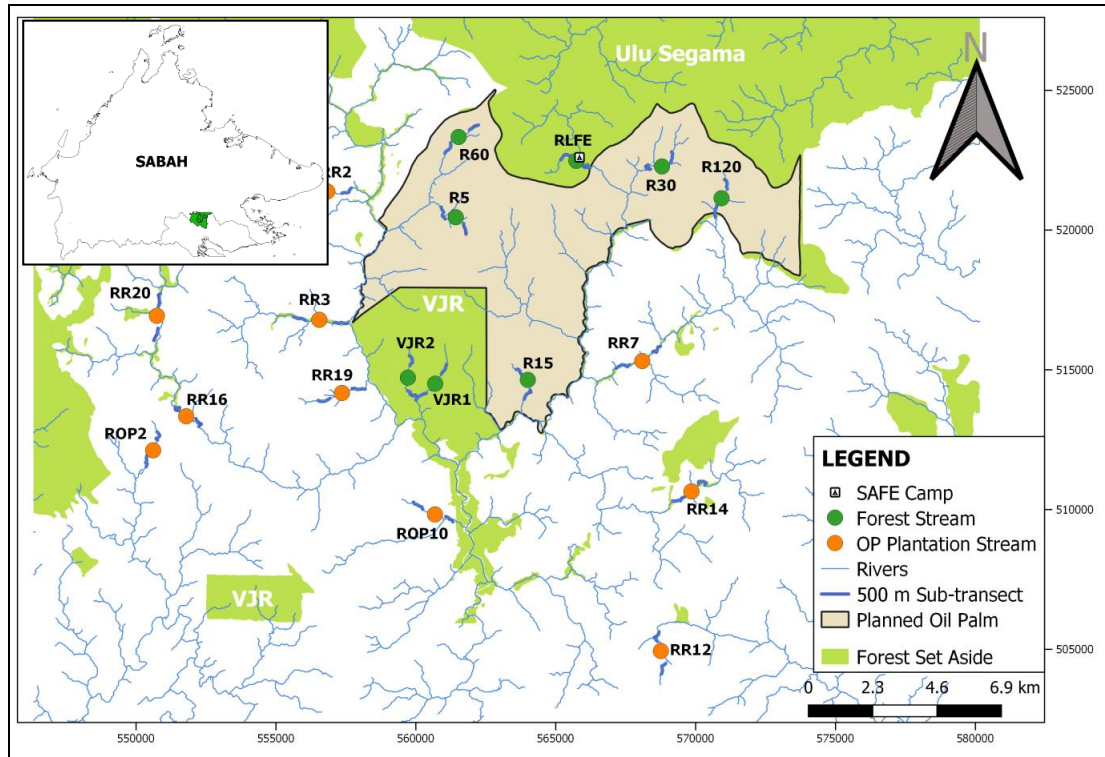 Ulu Segama
N
SABAH
525000
R60
RLFE
R30
R120
RR2
R5
520000
RR20
RR3
VJR
VJR2
VJR1
R15
RR7
515000
RR19
RR16
ROP2
ROP10
RR14
510000
VJR
RR12
505000
LEGEND
SAFE Camp
Forest Stream
OP Plantation Stream
Rivers
500 m Sub-transect
Planned Oil Palm
Forest Set Aside
0 2.3 4.6 6.9 km
550000 555000 560000 565000 570000 575000 580000